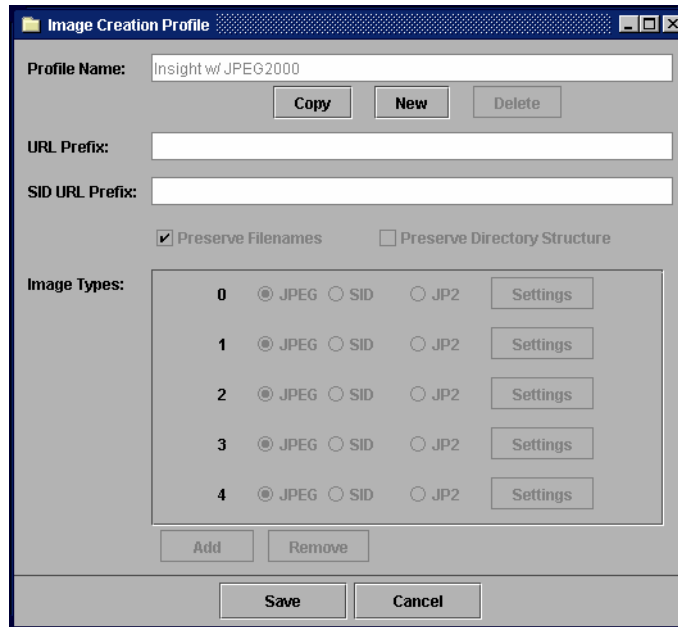 Image Creation Profile
Profile Name: Insight w/ JPEG2000
Copy New Delete
URL Prefix:
SID URL Prefix:
Preserve Filenames Preserve Directory Structure
Image Types: 0 JPEG SID JP2 Settings
1 JPEG SID JP2 Settings
2 JPEG SID JP2 Settings
3 JPEG SID JP2 Settings
4 JPEG SID JP2 Settings
Add Remove
Save Cancel